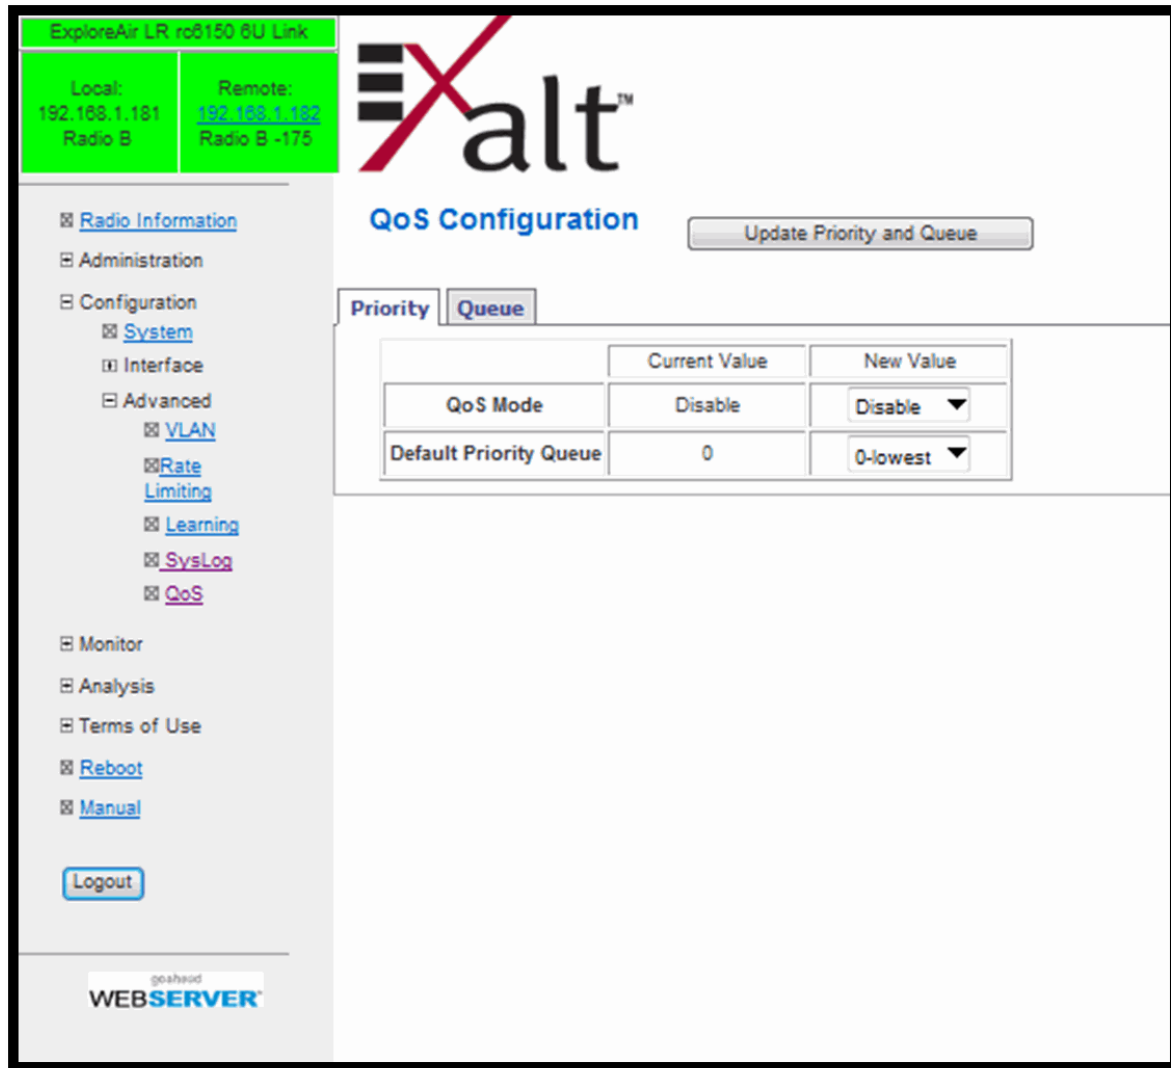 ExploreAir LR rc6150 6U Link
Local:
192.168.1.181
Radio B
Remote:
192.168.1.182
Radio B -175
EXalt™
Radio Information
Administration
Configuration
System
Interface
Advanced
VLAN
Rate
Limiting
Learning
SysLog
QoS
Monitor
Analysis
Terms of Use
Reboot
Manual
Logout
goahead
WEBSERVER
QoS Configuration
Update Priority and Queue
Priority
Queue
Current Value New Value
QoS Mode Disable Disable
Default Priority Queue 0 0-lowest